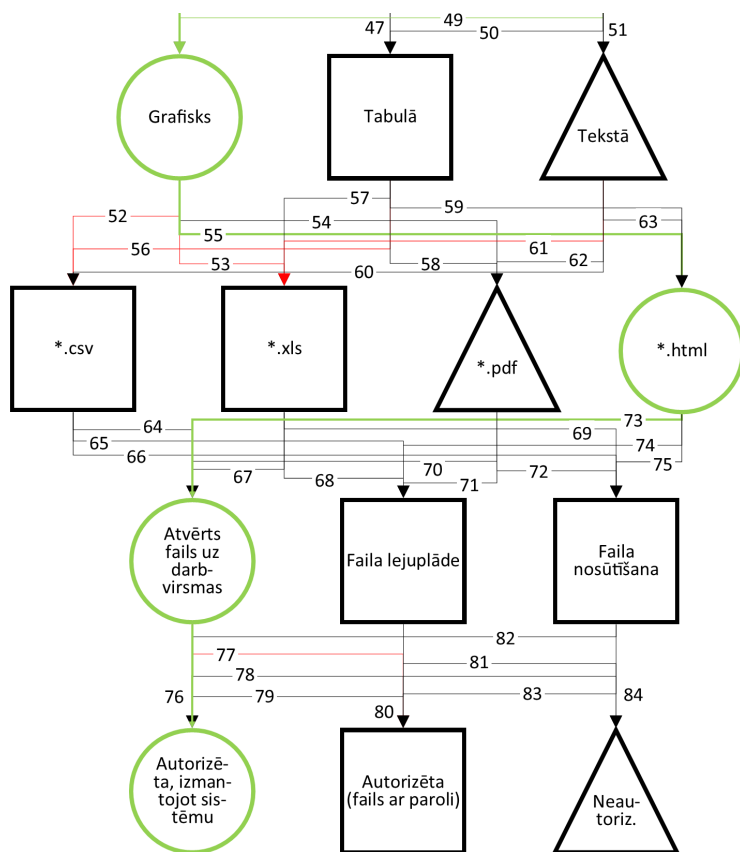 49
47
50
51
Grafisks
Tabulā
Tekstā
57
59
52
54
63
55
56
61
53
60
58
62
*.csv
*.xls
*.pdf
*.html
73
64
69
65
74
66
70
75
67
68
71
72
Atvērts
fails uz
darb-
virsmas
Faila lejuplāde
Faila
nosūtīšana
82
77
81
78
76
79
80
83
84
Autorizē-
ta, izman-
tojot sis-
tēmu
Autorizēta
(fails ar paroli)
Neau-
toriz.